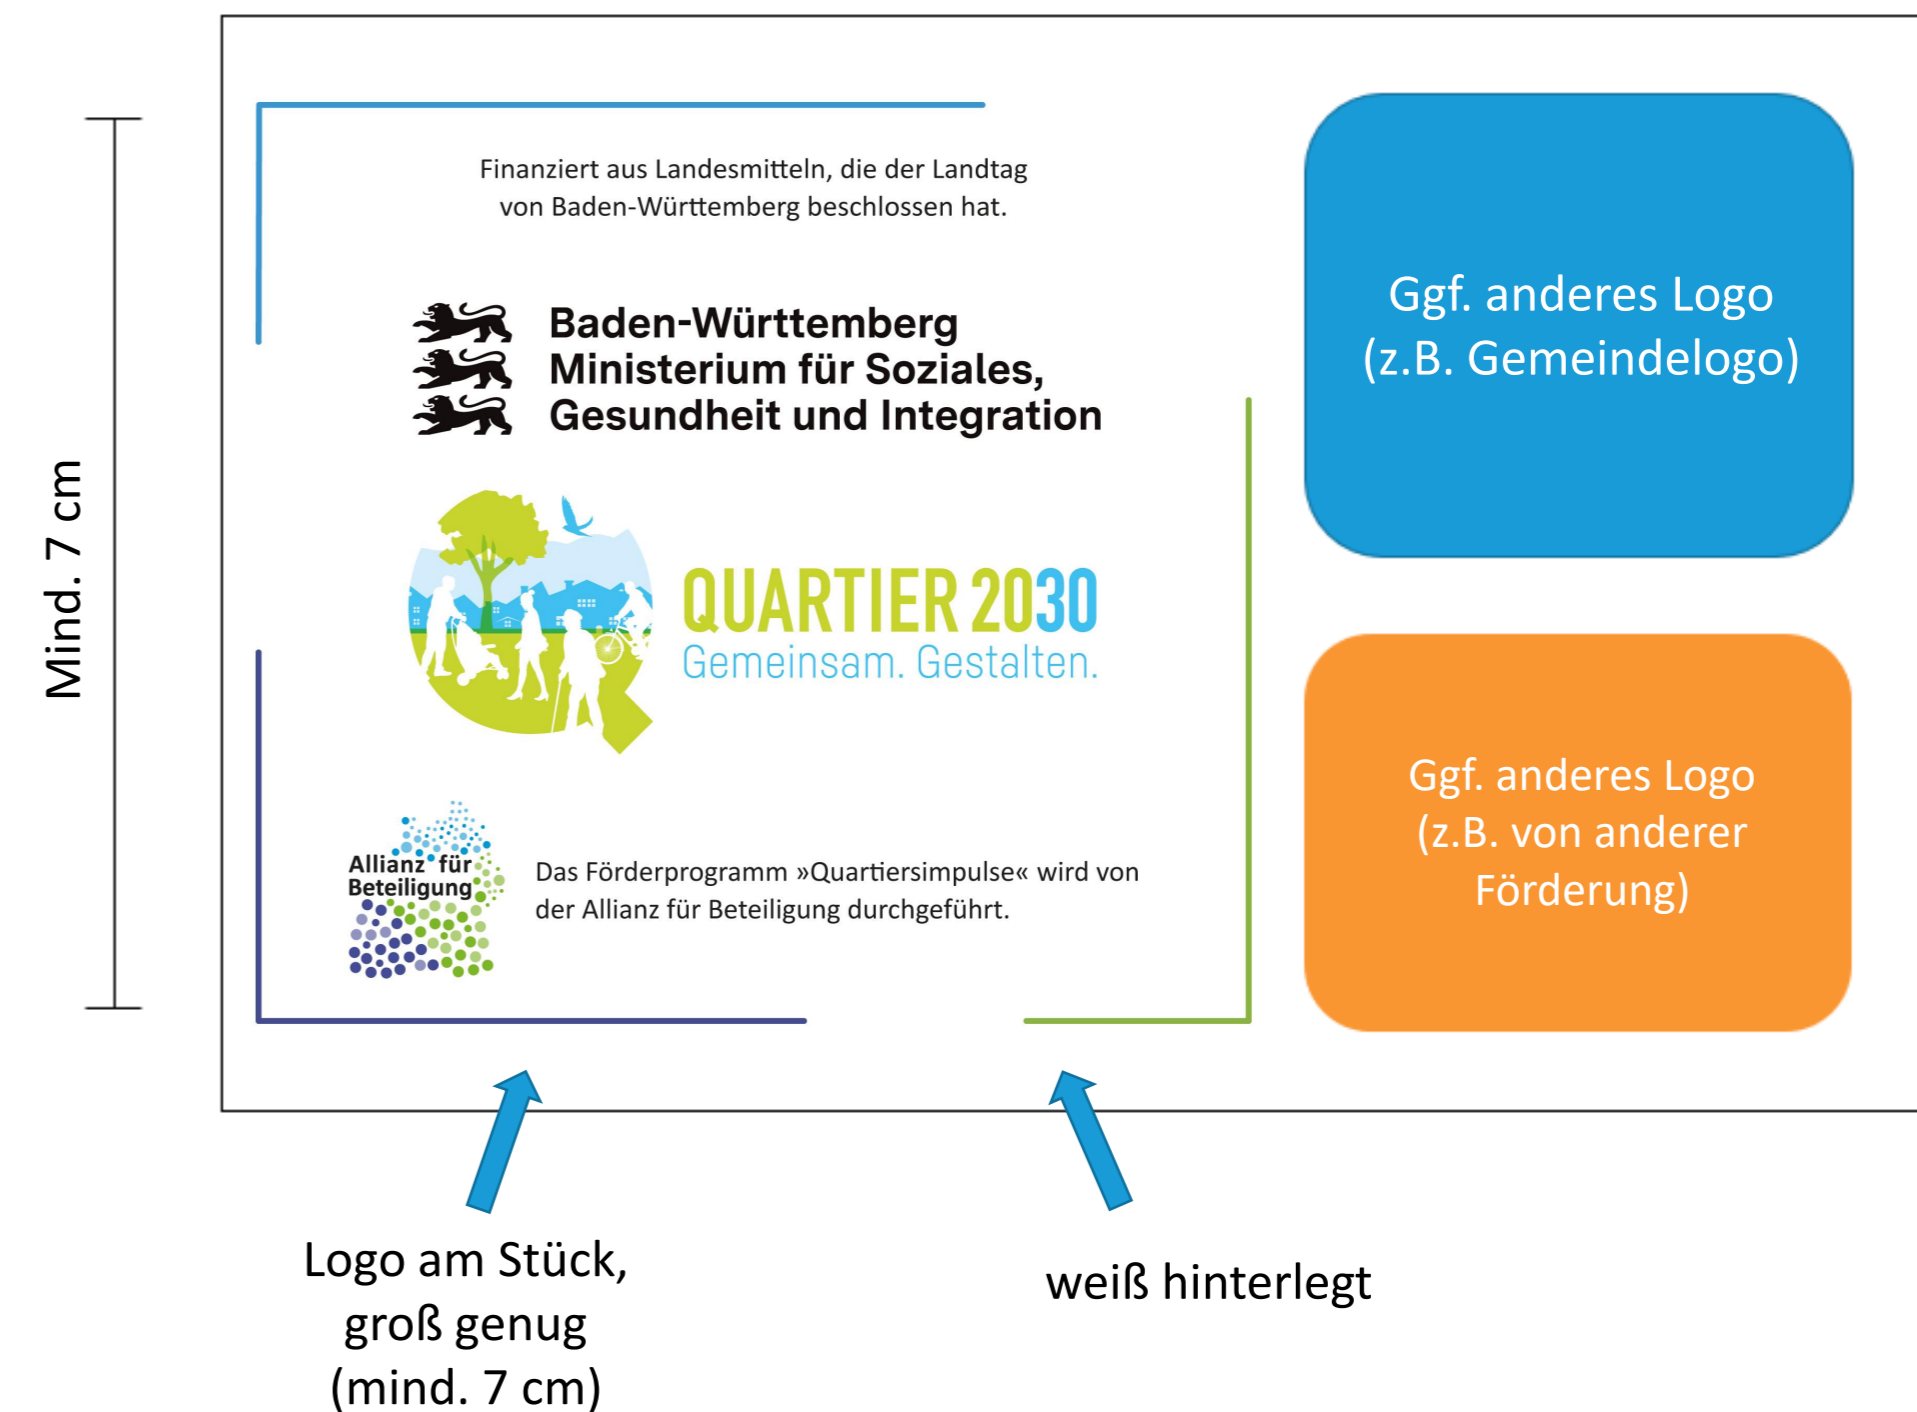 Mind. 7 cm
Finanziert aus Landesmitteln, die der Landtag
von Baden-Württemberg beschlossen hat.
Baden-Württemberg
Ministerium für Soziales,
Gesundheit und Integration
QUARTIER 2030
Gemeinsam. Gestalten.
Allianz für
Beteiligung
Das Förderprogramm »Quartiersimpulse« wird von
der Allianz für Beteiligung durchgeführt.
Ggf. anderes Logo
(z.B. Gemeindelogo)
Ggf. anderes Logo
(z.B. von anderer
Förderung)
Logo am Stück,
groß genug
(mind. 7 cm)
weiß hinterlegt